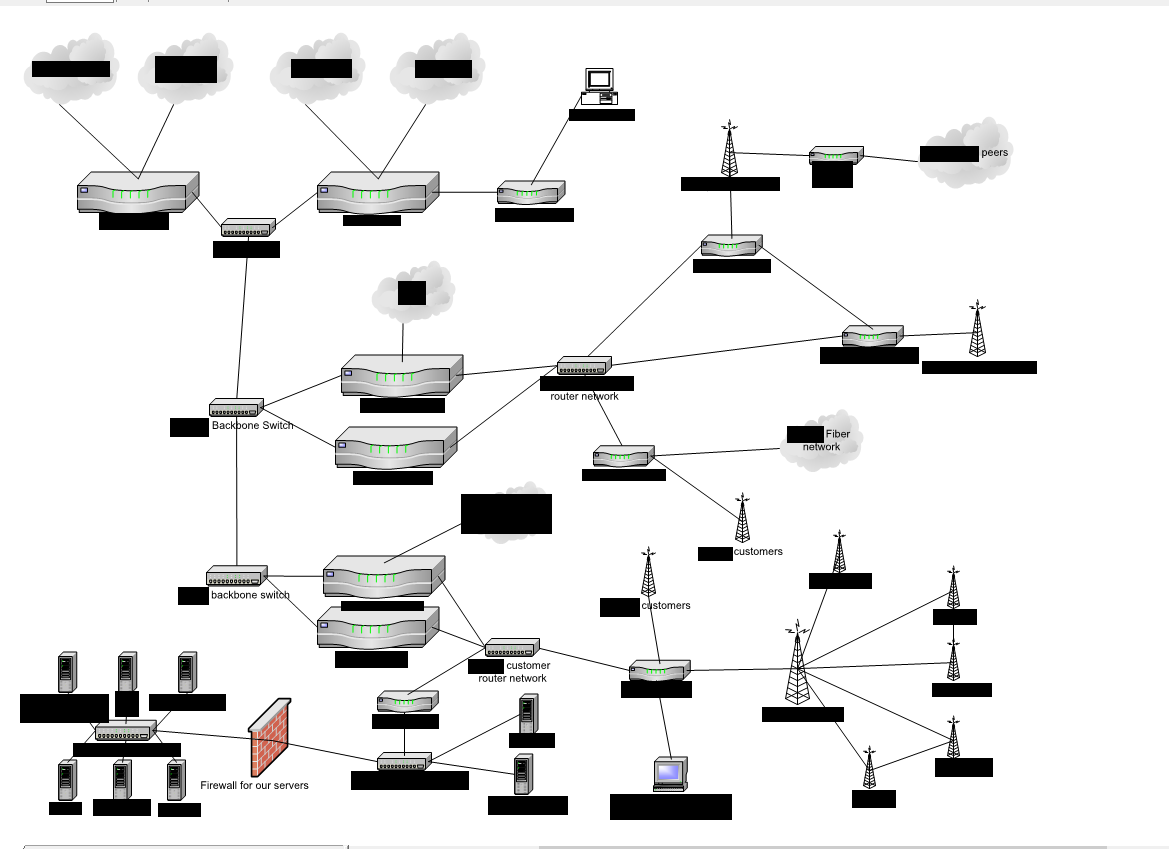 peers
router network
Backbone Switch
Fiber
network
customers
backbone switch
customers
customer
router network
Firewall for our servers